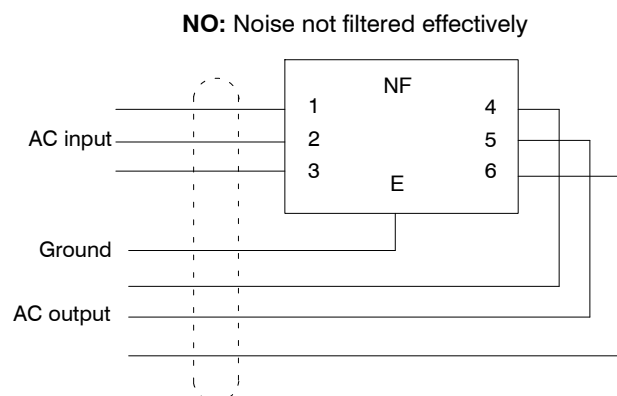 NO: Noise not filtered effectively
NF
1
4
AC input
2
5
3
6
E
Ground
AC output